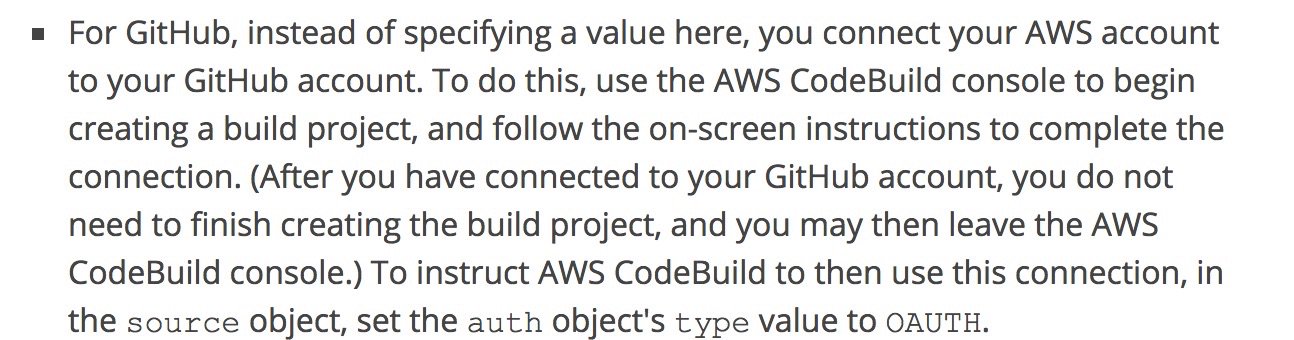 ▪ For GitHub, instead of specifying a value here, you connect your AWS account
to your GitHub account. To do this, use the AWS CodeBuild console to begin
creating a build project, and follow the on-screen instructions to complete the
connection. (After you have connected to your GitHub account, you do not
need to finish creating the build project, and you may then leave the AWS
CodeBuild console.) To instruct AWS CodeBuild to then use this connection, in
the source object, set the auth object's type value to OAUTH.